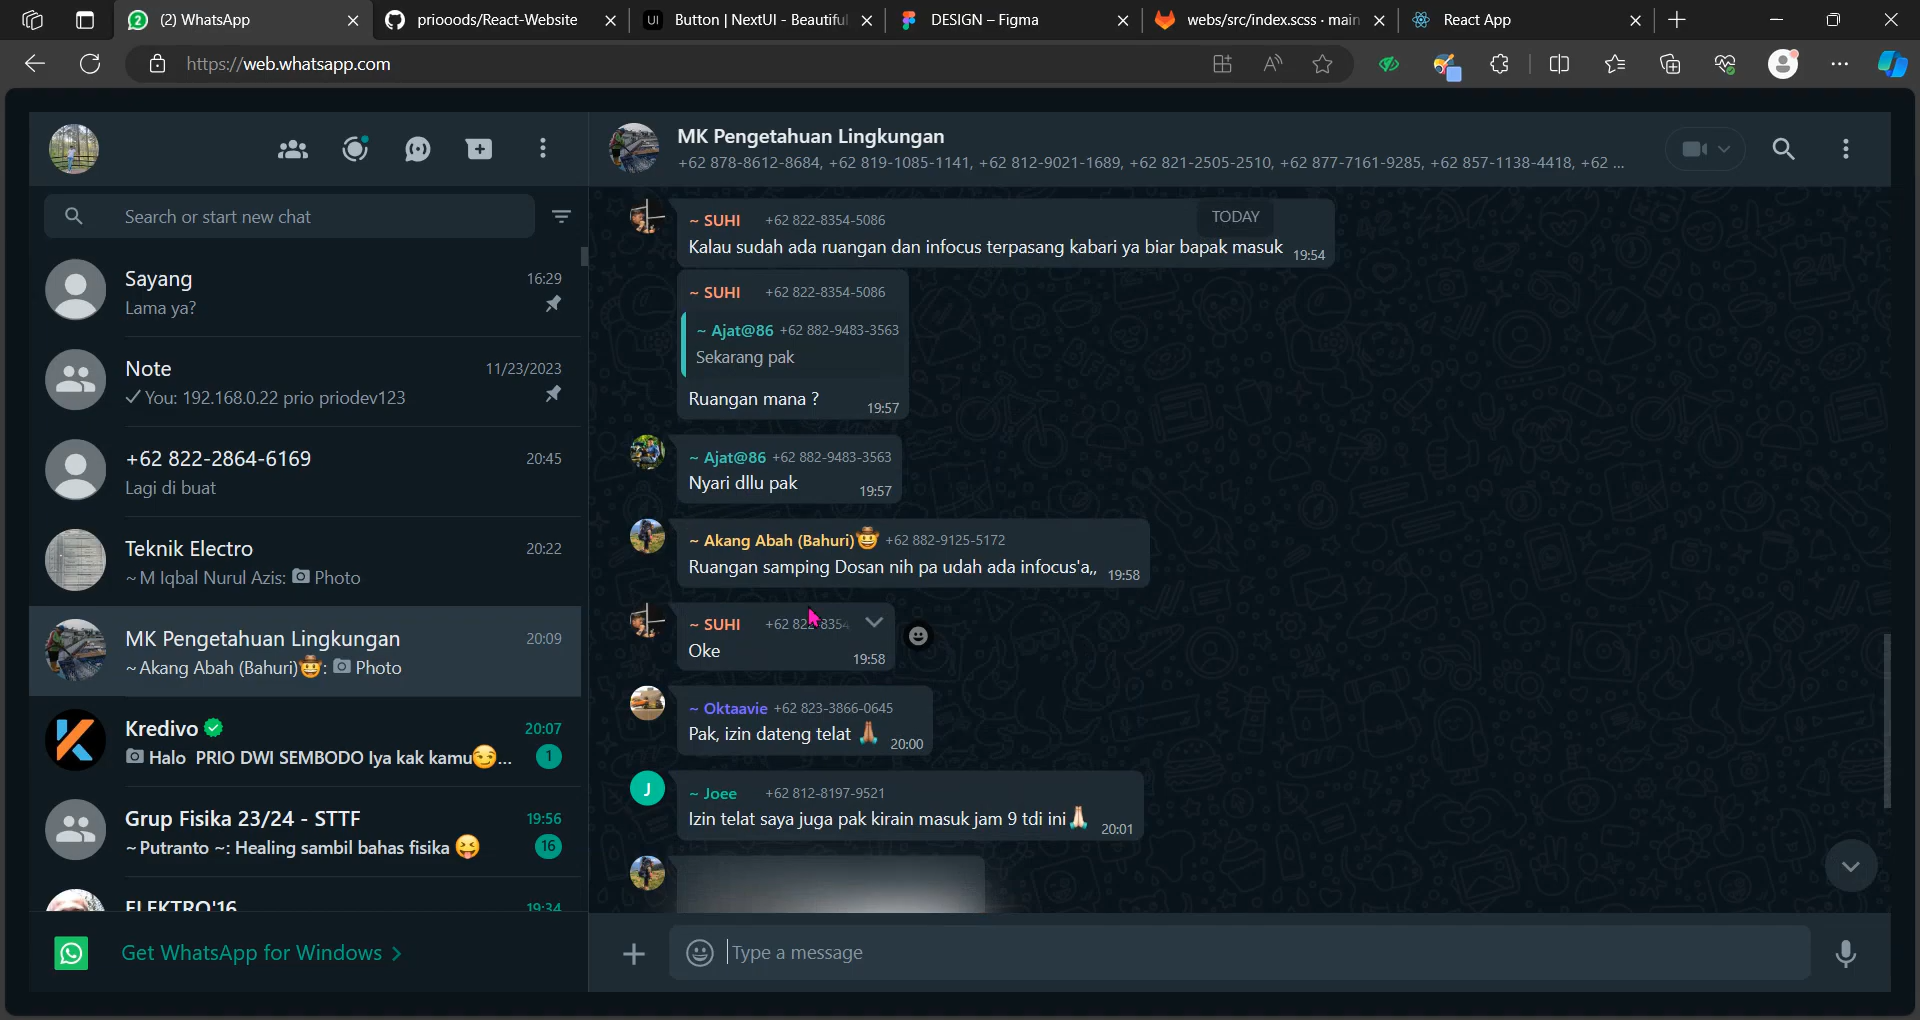 (2) WhatsApp
priooods/React-Website
UI Button | NextUI - Beautiful
DESIGN – Figma
webs/src/index.scss · main
React App
https://web.whatsapp.com
MK Pengetahuan Lingkungan
+62 878-8612-8684, +62 819-1085-1141, +62 812-9021-1689, +62 821-2505-2510, +62 877-7161-9285, +62 857-1138-4418, +62 ...
Search or start new chat
Sayang 16:29
Lama ya?
Note 11/23/2023
You: 192.168.0.22 prio priodev123
+62 822-2864-6169 20:45
Lagi di buat
Teknik Electro 20:22
~ M Iqbal Nurul Azis: Photo
MK Pengetahuan Lingkungan 20:09
~ Akang Abah (Bahuri)🤠: Photo
Kredivo 20:07
Halo PRIO DWI SEMBODO Iya kak kamu😏... 1
Grup Fisika 23/24 - STTF 19:56
~ Putranto ~: Healing sambil bahas fisika 😝 16
ELEKTRO'16 19:34
Get WhatsApp for Windows >
TODAY
~ SUHI +62 822-8354-5086
Kalau sudah ada ruangan dan infocus terpasang kabari ya biar bapak masuk 19:54
~ SUHI +62 822-8354-5086
~ Ajat@86 +62 882-9483-3563
Sekarang pak
Ruangan mana ? 19:57
~ Ajat@86 +62 882-9483-3563
Nyari dllu pak 19:57
~ Akang Abah (Bahuri)🤠 +62 882-9125-5172
Ruangan samping Dosan nih pa udah ada infocus'a,, 19:58
~ SUHI +62 822-8354
Oke 19:58
~ Oktaavie +62 823-3866-0645
Pak, izin dateng telat 🙏🏽 20:00
J ~ Joee +62 812-8197-9521
Izin telat saya juga pak kirain masuk jam 9 tdi ini🙏🏻 20:01
Type a message